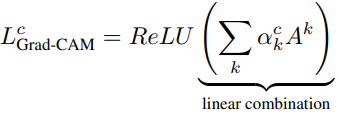 L^c_{Grad-CAM} = ReLU ( ∑_k α^c_k A^k )
linear combination